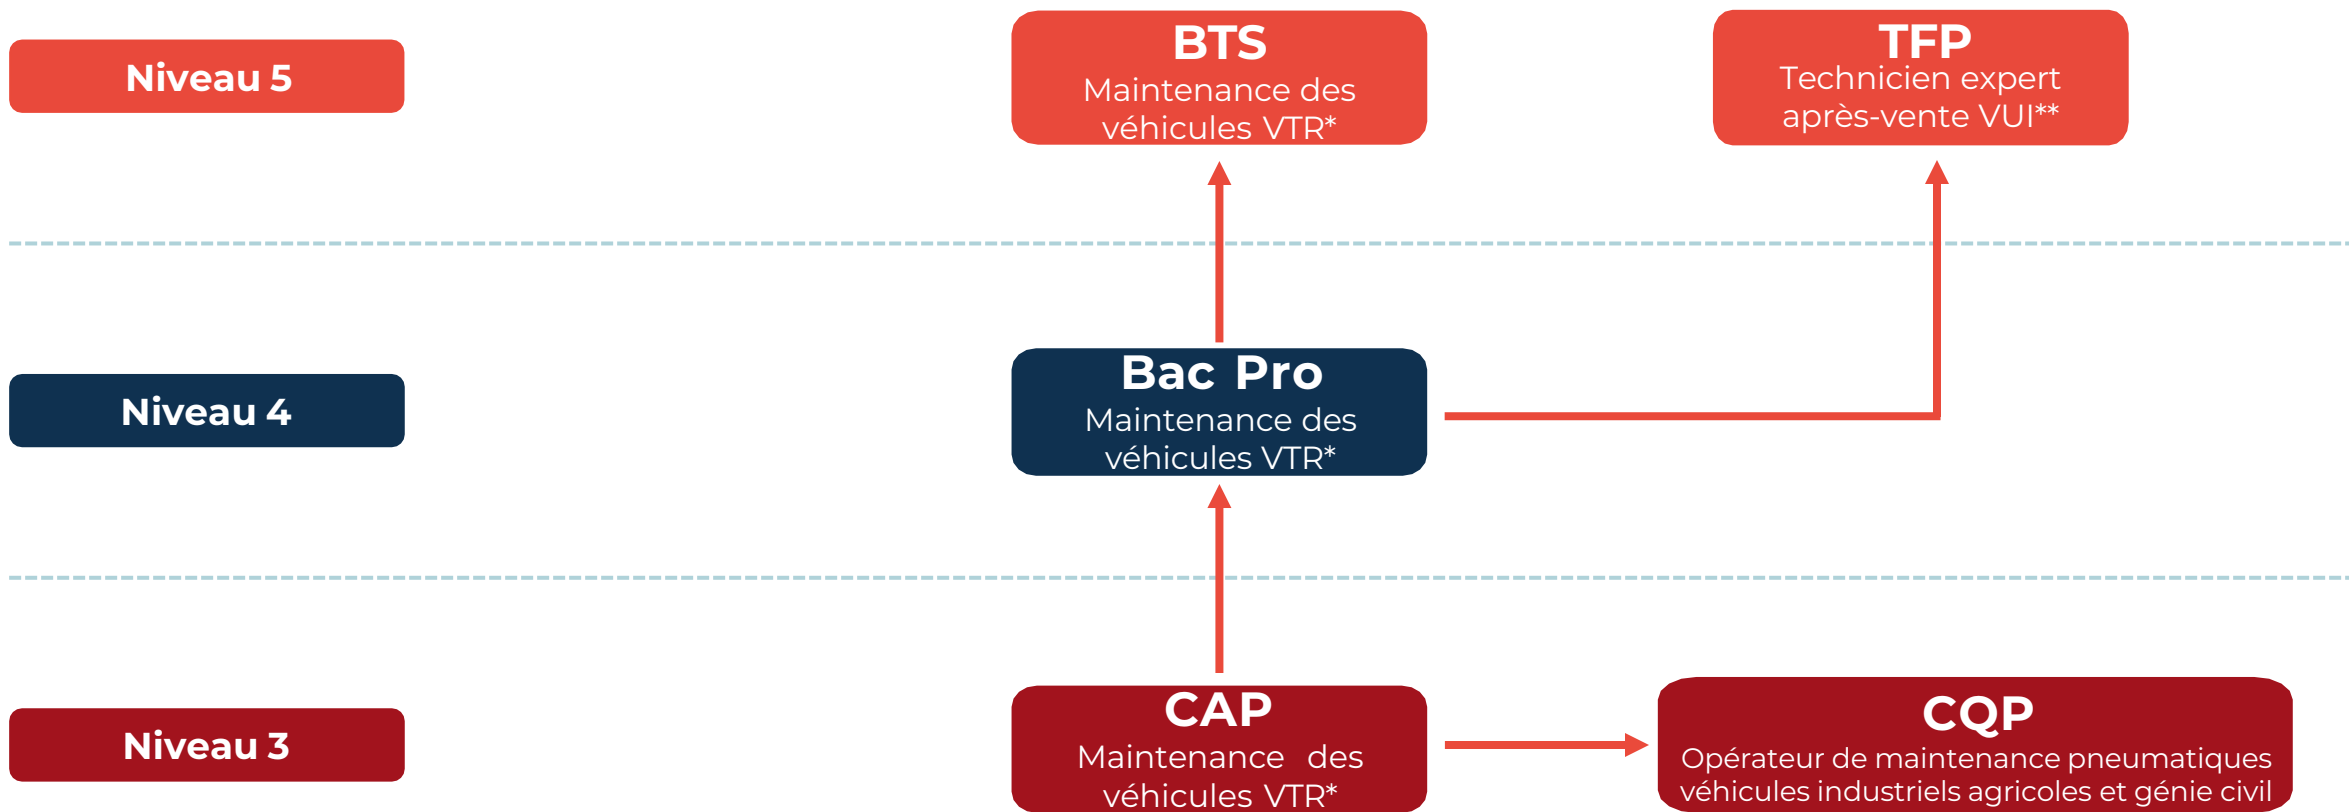 Niveau 5
BTS
Maintenance des
véhicules VTR*
TFP
Technicien expert
après-vente VUI**
Niveau 4
Bac Pro
Maintenance des
véhicules VTR*
Niveau 3
CAP
Maintenance des
véhicules VTR*
CQP
Opérateur de maintenance pneumatiques
véhicules industriels agricoles et génie civil